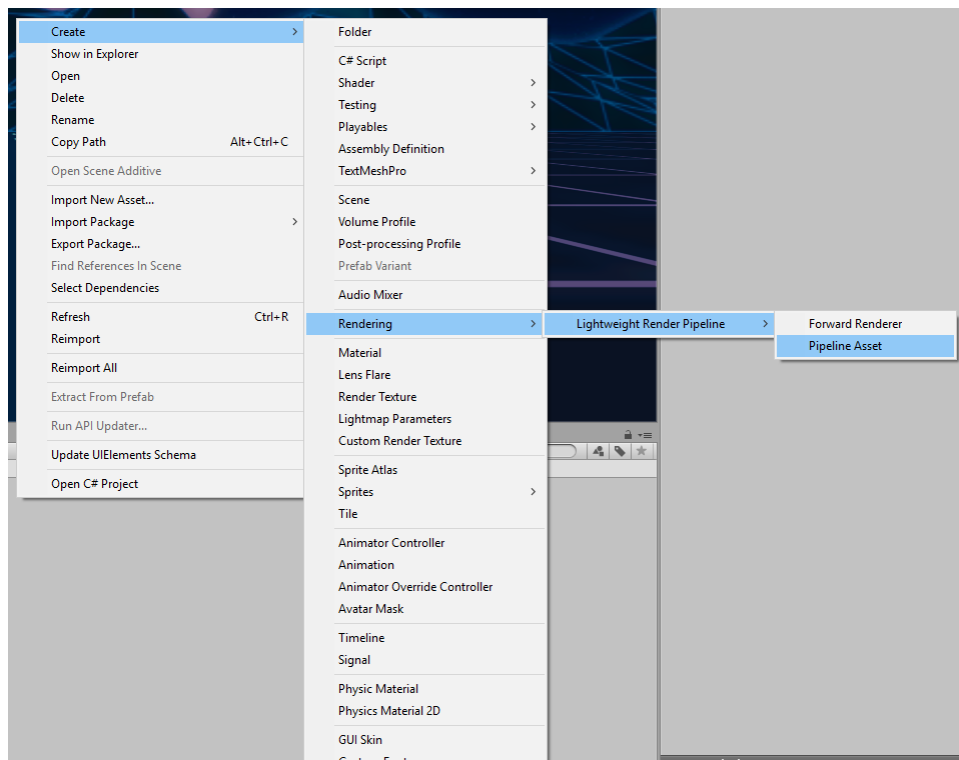 Create
Show in Explorer
Open
Delete
Rename
Copy Path Alt+Ctrl+C
Open Scene Additive
Import New Asset...
Import Package
Export Package...
Find References In Scene
Select Dependencies
Refresh Ctrl+R
Reimport
Reimport All
Extract From Prefab
Run API Updater...
Update UIElements Schema
Open C# Project
Folder
C# Script
Shader
Testing
Playables
Assembly Definition
TextMeshPro
Scene
Volume Profile
Post-processing Profile
Prefab Variant
Audio Mixer
Rendering
Material
Lens Flare
Render Texture
Lightmap Parameters
Custom Render Texture
Sprite Atlas
Sprites
Tile
Animator Controller
Animation
Animator Override Controller
Avatar Mask
Timeline
Signal
Physic Material
Physics Material 2D
GUI Skin
Lightweight Render Pipeline
Forward Renderer
Pipeline Asset